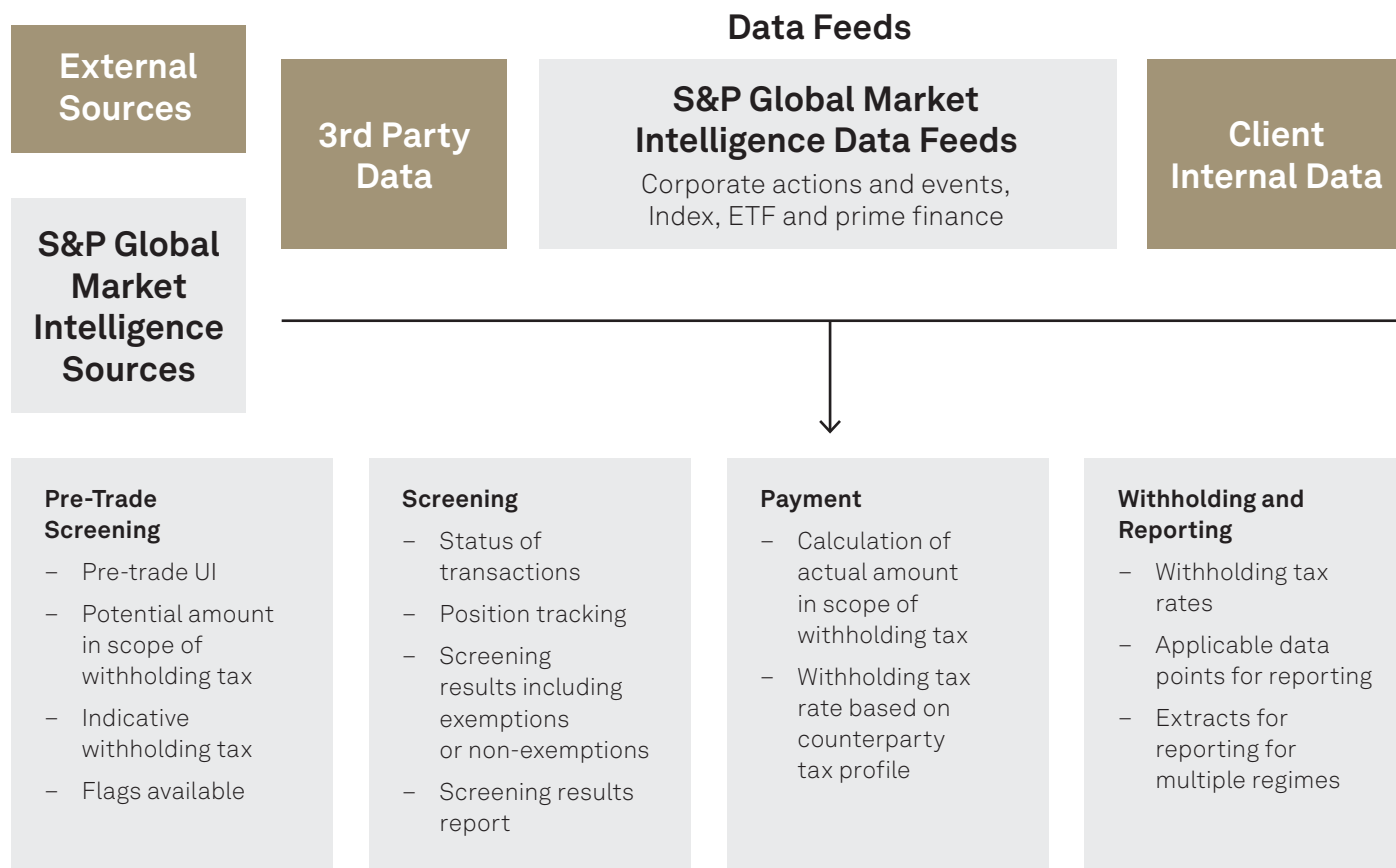 Data Feeds
External
Sources
S&P Global
Market
Intelligence
Sources
3rd Party
Data
S&P Global Market
Intelligence Data Feeds
Corporate actions and events,
Index, ETF and prime finance
Client
Internal Data
Pre-Trade
Screening
– Pre-trade UI
– Potential amount
in scope of
withholding tax
– Indicative
withholding tax
– Flags available
Screening
– Status of
transactions
– Position tracking
– Screening
results including
exemptions
or non-exemptions
– Screening results
report
Payment
– Calculation of
actual amount
in scope of
withholding tax
– Withholding tax
rate based on
counterparty
tax profile
Withholding and
Reporting
– Withholding tax
rates
– Applicable data
points for reporting
– Extracts for
reporting for
multiple regimes